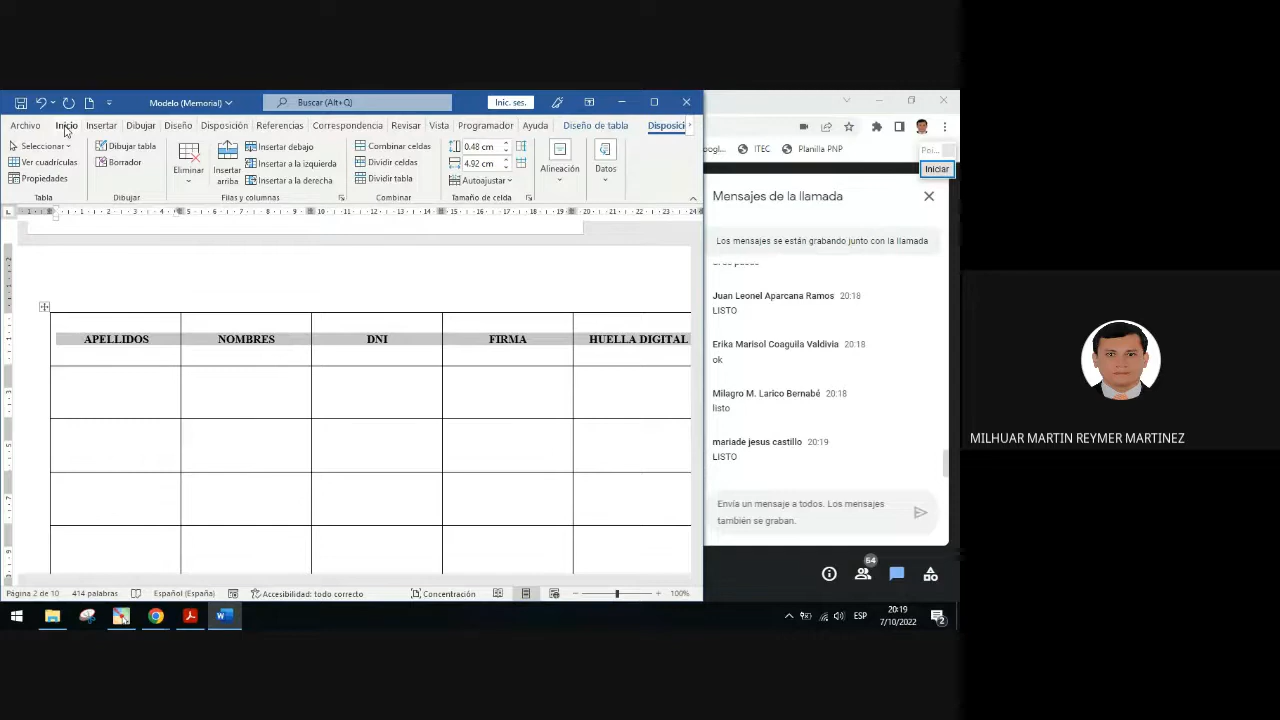 Modelo (Memorial)
Buscar (Alt+Q)
Inic. ses.
Archivo Inicio Insertar Dibujar Diseño Disposición Referencias Correspondencia Revisar Vista Programador Ayuda Diseño de tabla Disposici
Seleccionar
Ver cuadrículas
Propiedades
Tabla
Dibujar tabla
Borrador
Dibujar
Eliminar
Insertar arriba
Insertar debajo
Insertar a la izquierda
Insertar a la derecha
Filas y columnas
Combinar celdas
Dividir celdas
Dividir tabla
Combinar
0.48 cm
4.92 cm
Autoajustar
Tamaño de celda
Alineación
Datos
APELLIDOS NOMBRES DNI FIRMA HUELLA DIGITAL
Página 2 de 10 414 palabras Español (España) Accesibilidad: todo correcto Concentración 100%
ITEC Planilla PNP
Iniciar
Mensajes de la llamada
Los mensajes se están grabando junto con la llamada
Juan Leonel Aparcana Ramos 20:18
LISTO
Erika Marisol Coaguila Valdivia 20:18
ok
Milagro M. Larico Bernabé 20:18
listo
mariade jesus castillo 20:19
LISTO
Envía un mensaje a todos. Los mensajes
también se graban.
54
ESP
20:19
7/10/2022
2
MILHUAR MARTIN REYMER MARTINEZ